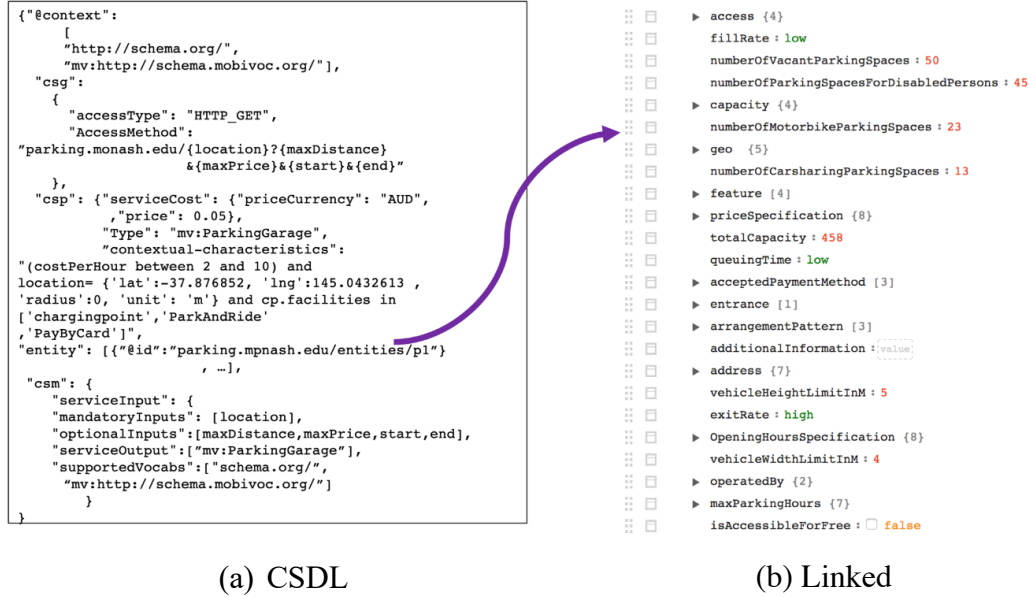 {"@context":
[
"http://schema.org/",
"mv:http://schema.mobivoc.org/"],
"csg":
{
"accessType": "HTTP_GET",
"AccessMethod":
"parking.monash.edu/{location}?{maxDistance}
&{maxPrice}&{start}&{end}"
},
"csp": {"serviceCost": {"priceCurrency": "AUD",
,"price": 0.05},
"Type": "mv:ParkingGarage",
"contextual-characteristics":
"(costPerHour between 2 and 10) and
location= {'lat':-37.876852, 'lng':145.0432613 ,
'radius':0, 'unit': 'm'} and cp.facilities in
['chargingpoint','ParkAndRide'
,'PayByCard']",
"entity": [{"@id":"parking.mpnash.edu/entities/p1"}
, …],
"csm": {
"serviceInput": {
"mandatoryInputs": [location],
"optionalInputs":[maxDistance,maxPrice,start,end],
"serviceOutput":["mv:ParkingGarage"],
"supportedVocabs":["schema.org/",
"mv:http://schema.mobivoc.org/"]
}
}
(a) CSDL
access {4}
fillRate : low
numberOfVacantParkingSpaces : 50
numberOfParkingSpacesForDisabledPersons : 45
capacity {4}
numberOfMotorbikeParkingSpaces : 23
geo {5}
numberOfCarsharingParkingSpaces : 13
feature [4]
priceSpecification {8}
totalCapacity : 458
queuingTime : low
acceptedPaymentMethod [3]
entrance [1]
arrangementPattern [3]
additionalInformation : value
address {7}
vehicleHeightLimitInM : 5
exitRate : high
OpeningHoursSpecification {8}
vehicleWidthLimitInM : 4
operatedBy {2}
maxParkingHours {7}
isAccessibleForFree : false
(b) Linked